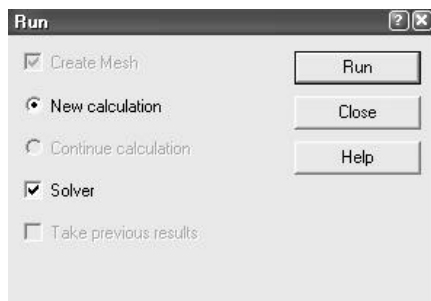 Run
Create Mesh
Run
New calculation
Close
Continue calculation
Help
Solver
Take previous results